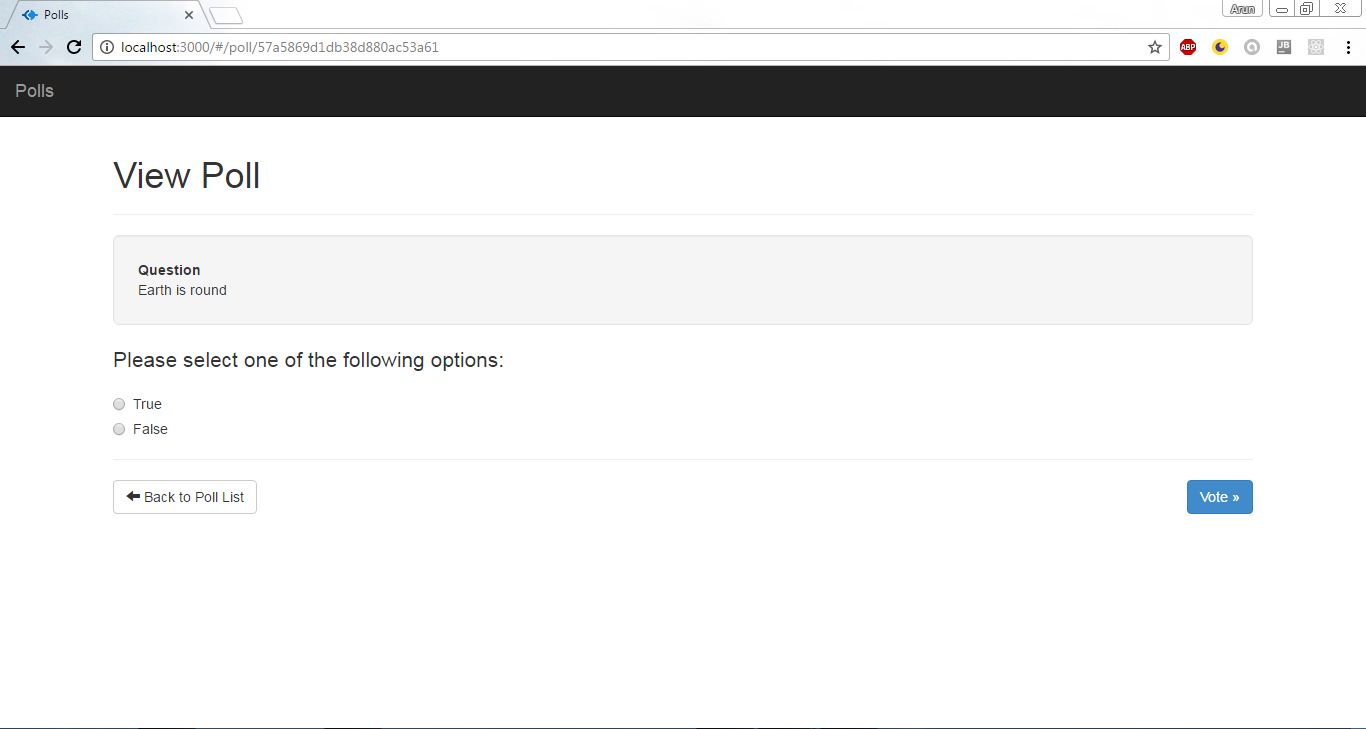 Polls
Arun
localhost:3000/#/poll/57a5869d1db38d880ac53a61
ABP
JB
Polls
View Poll
Question
Earth is round
Please select one of the following options:
True
False
Back to Poll List
Vote »